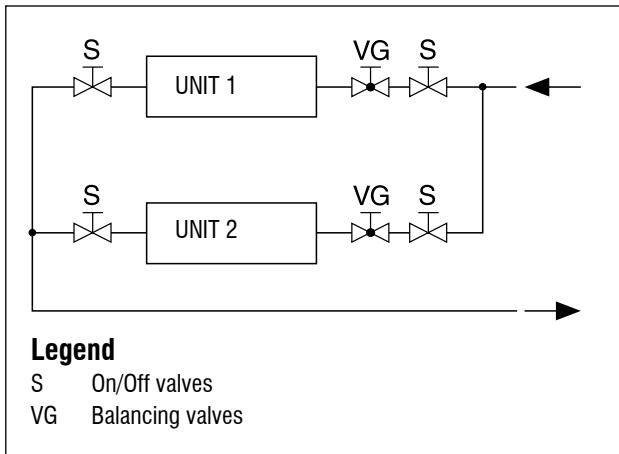 S VG S
UNIT 1
S VG S
UNIT 2
Legend
S On/Off valves
VG Balancing valves